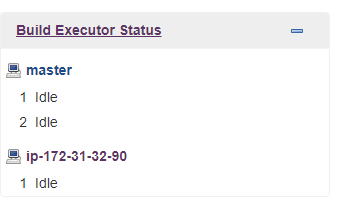 Build Executor Status
master
1 Idle
2 Idle
ip-172-31-32-90
1 Idle